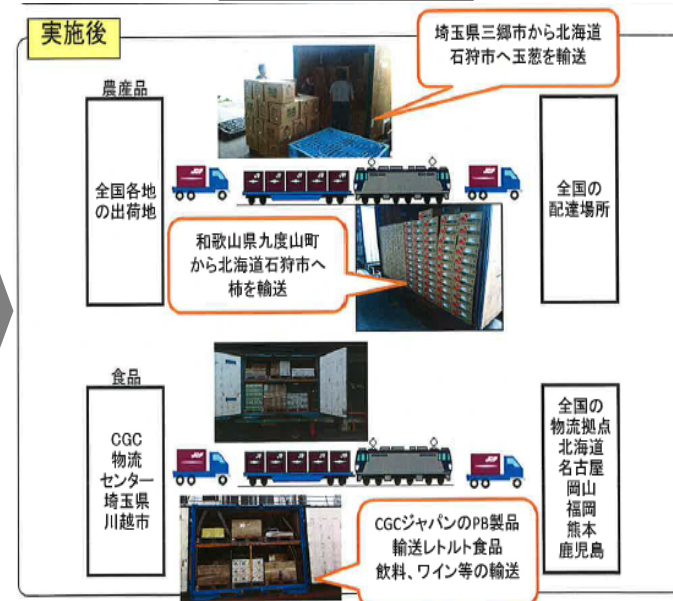 実施後
埼玉県三郷市から北海道
石狩市へ玉葱を輸送
農産品
全国各地
の出荷地
全国の
配達場所
和歌山県九度山町
から北海道石狩市へ
柿を輸送
食品
CGC
物流
センター
埼玉県
川越市
全国の
物流拠点
北海道
名古屋
岡山
福岡
熊本
鹿児島
CGCジャパンのPB製品
輸送レトルト食品
飲料、ワイン等の輸送